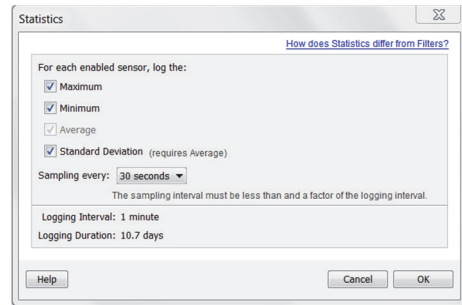 Statistics
How does Statistics differ from Filters?
For each enabled sensor, log the:
Maximum
Minimum
Average
Standard Deviation (requires Average)
Sampling every: 30 seconds
The sampling interval must be less than and a factor of the logging interval.
Logging Interval: 1 minute
Logging Duration: 10.7 days
Help Cancel OK